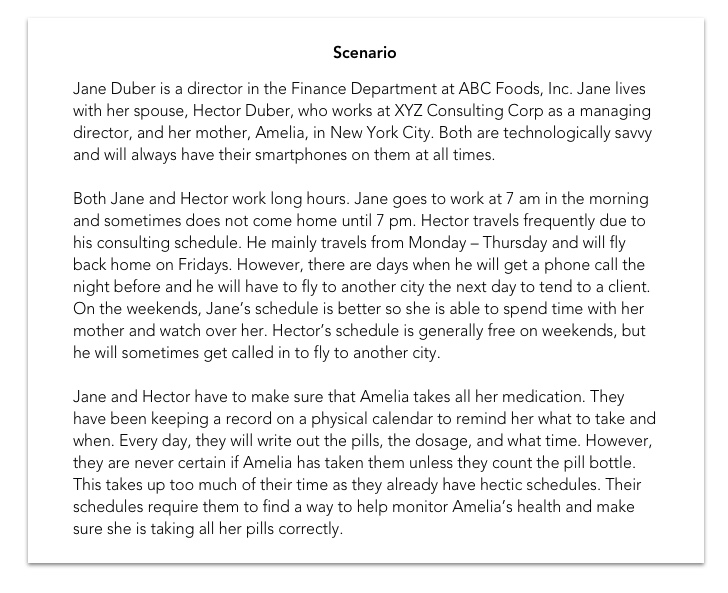 Scenario
Jane Duber is a director in the Finance Department at ABC Foods, Inc. Jane lives
with her spouse, Hector Duber, who works at XYZ Consulting Corp as a managing
director, and her mother, Amelia, in New York City. Both are technologically savvy
and will always have their smartphones on them at all times.
Both Jane and Hector work long hours. Jane goes to work at 7 am in the morning
and sometimes does not come home until 7 pm. Hector travels frequently due to
his consulting schedule. He mainly travels from Monday – Thursday and will fly
back home on Fridays. However, there are days when he will get a phone call the
night before and he will have to fly to another city the next day to tend to a client.
On the weekends, Jane’s schedule is better so she is able to spend time with her
mother and watch over her. Hector’s schedule is generally free on weekends, but
he will sometimes get called in to fly to another city.
Jane and Hector have to make sure that Amelia takes all her medication. They
have been keeping a record on a physical calendar to remind her what to take and
when. Every day, they will write out the pills, the dosage, and what time. However,
they are never certain if Amelia has taken them unless they count the pill bottle.
This takes up too much of their time as they already have hectic schedules. Their
schedules require them to find a way to help monitor Amelia’s health and make
sure she is taking all her pills correctly.